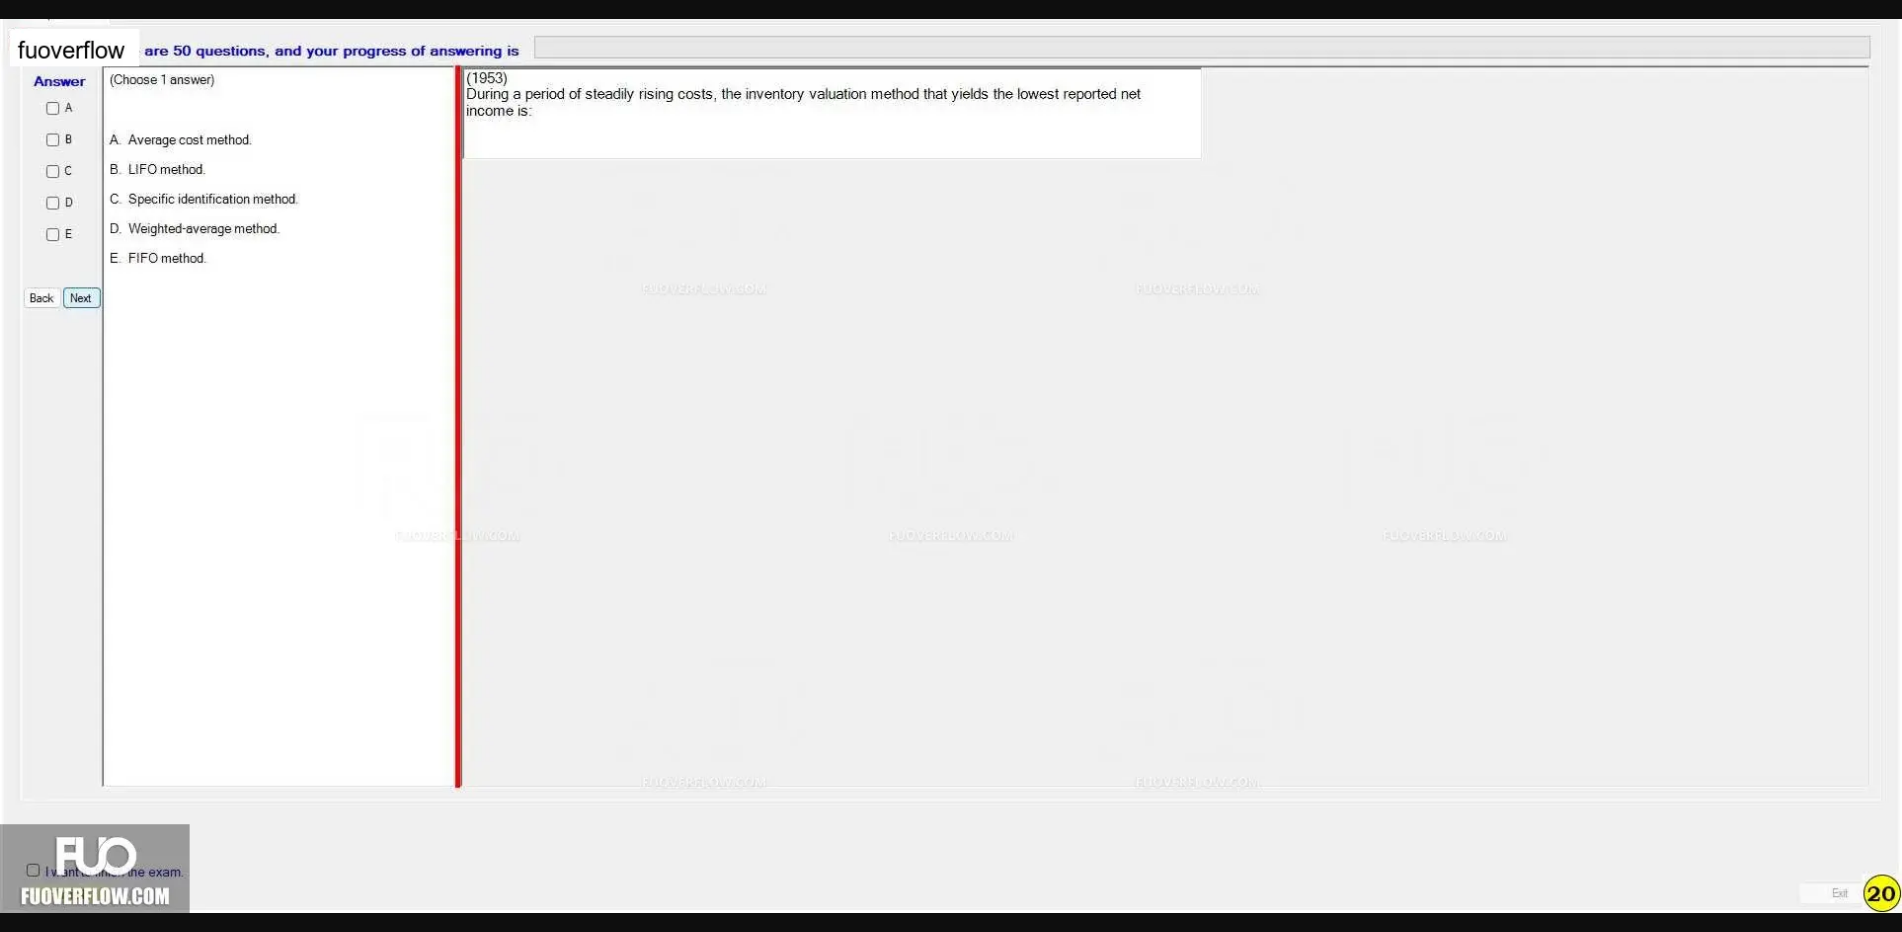 fuoverflow are 50 questions, and your progress of answering is
Answer
A
B
C
D
E
Back Next
(Choose 1 answer)
A. Average cost method.
B. LIFO method.
C. Specific identification method.
D. Weighted-average method.
E. FIFO method.
(1953)
During a period of steadily rising costs, the inventory valuation method that yields the lowest reported net
income is:
FUOVERFLOW.COM FUOVERFLOW.COM
FUOVERFLOW.COM FUOVERFLOW.COM FUOVERFLOW.COM
FUOVERFLOW.COM FUOVERFLOW.COM
FUO
I want the exam.
FUOVERFLOW.COM
Exit 20